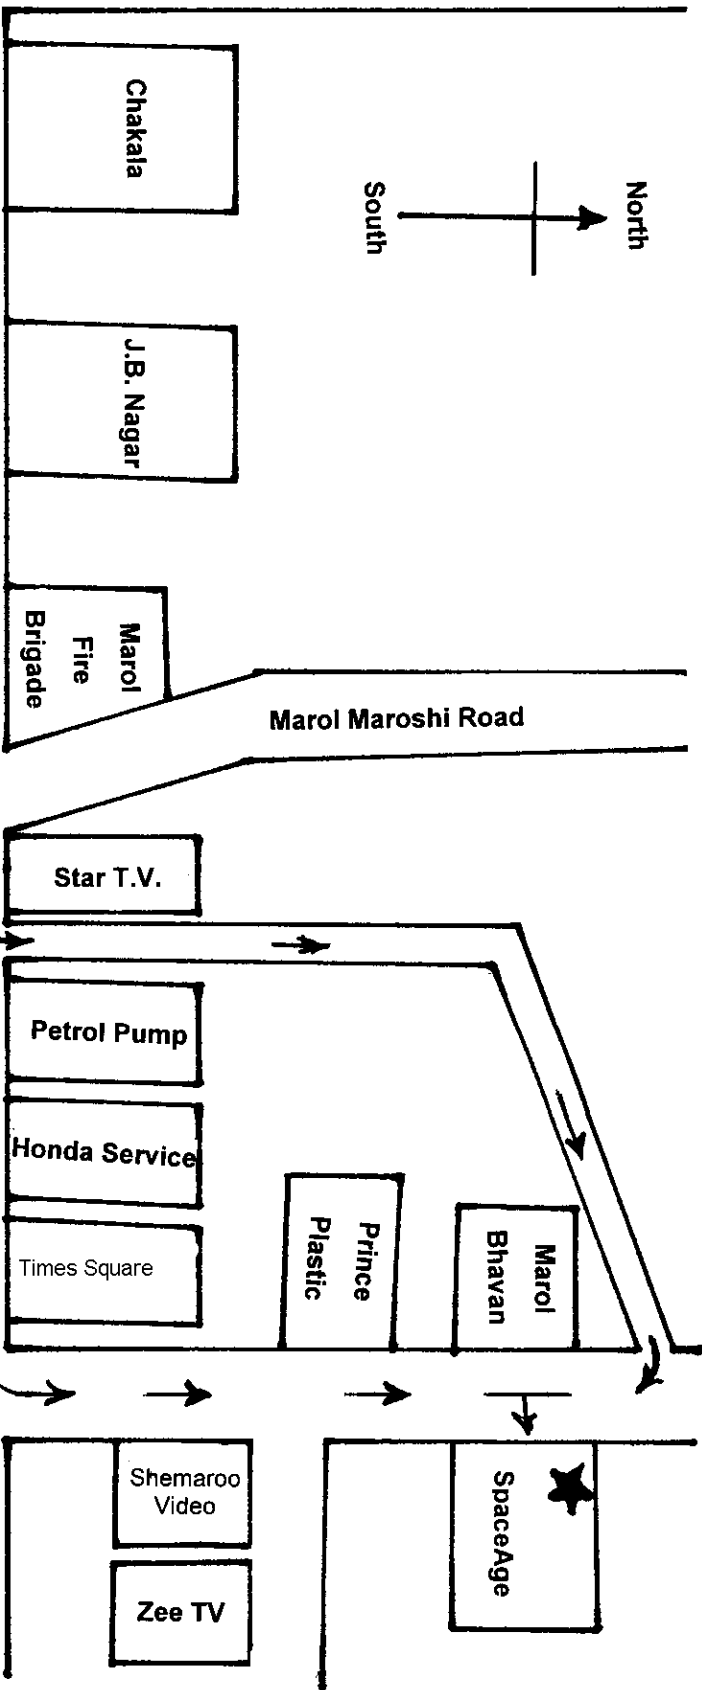 Chakala
North
South
J.B. Nagar
Marol
Fire
Brigade
Marol Maroshi Road
Star T.V.
Petrol Pump
Honda Service
Times Square
Prince
Plastic
Marol
Bhavan
Shemaroo
Video
SpaceAge
Zee TV